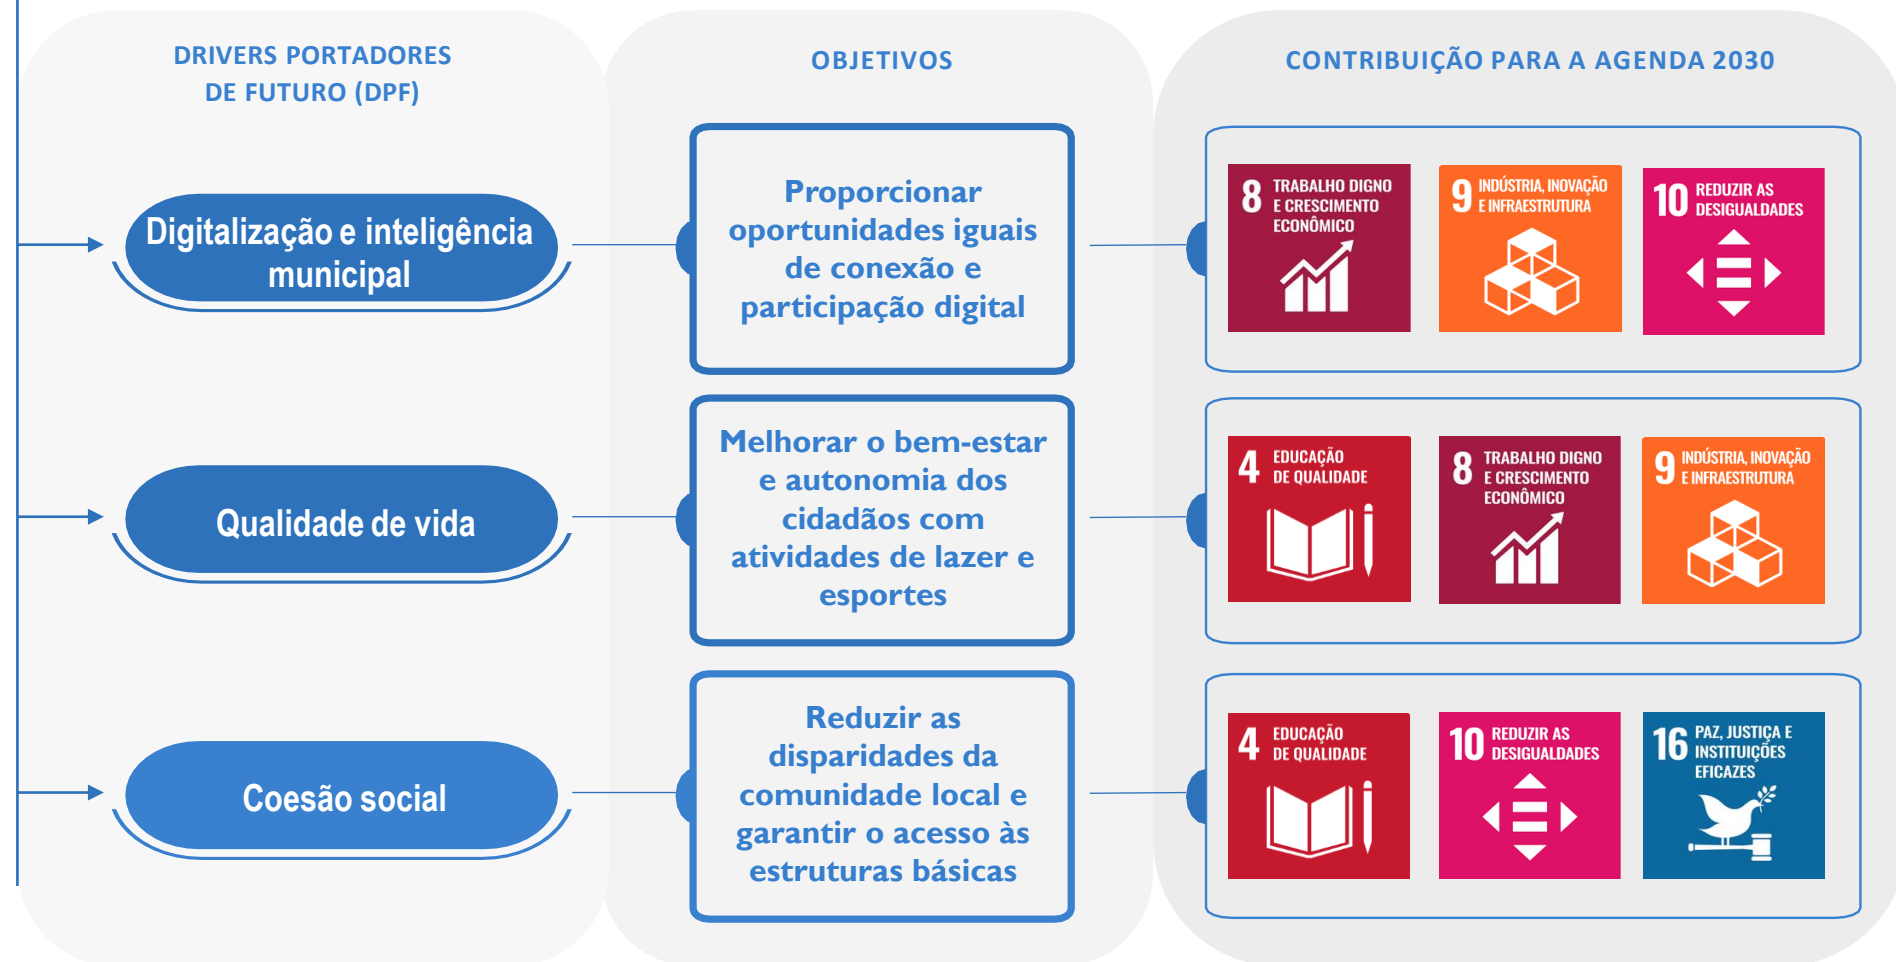 DRIVERS PORTADORES
DE FUTURO (DPF)
OBJETIVOS
CONTRIBUIÇÃO PARA A AGENDA 2030
Digitalização e inteligência
municipal
Proporcionar
oportunidades iguais
de conexão e
participação digital
8 TRABALHO DIGNO
E CRESCIMENTO
ECONÔMICO
9 INDÚSTRIA, INOVAÇÃO
E INFRAESTRUTURA
10 REDUZIR AS
DESIGUALDADES
Qualidade de vida
Melhorar o bem-estar
e autonomia dos
cidadãos com
atividades de lazer e
esportes
4 EDUCAÇÃO
DE QUALIDADE
8 TRABALHO DIGNO
E CRESCIMENTO
ECONÔMICO
9 INDÚSTRIA, INOVAÇÃO
E INFRAESTRUTURA
Coesão social
Reduzir as
disparidades da
comunidade local e
garantir o acesso às
estruturas básicas
4 EDUCAÇÃO
DE QUALIDADE
10 REDUZIR AS
DESIGUALDADES
16 PAZ, JUSTIÇA E
INSTITUIÇÕES
EFICAZES